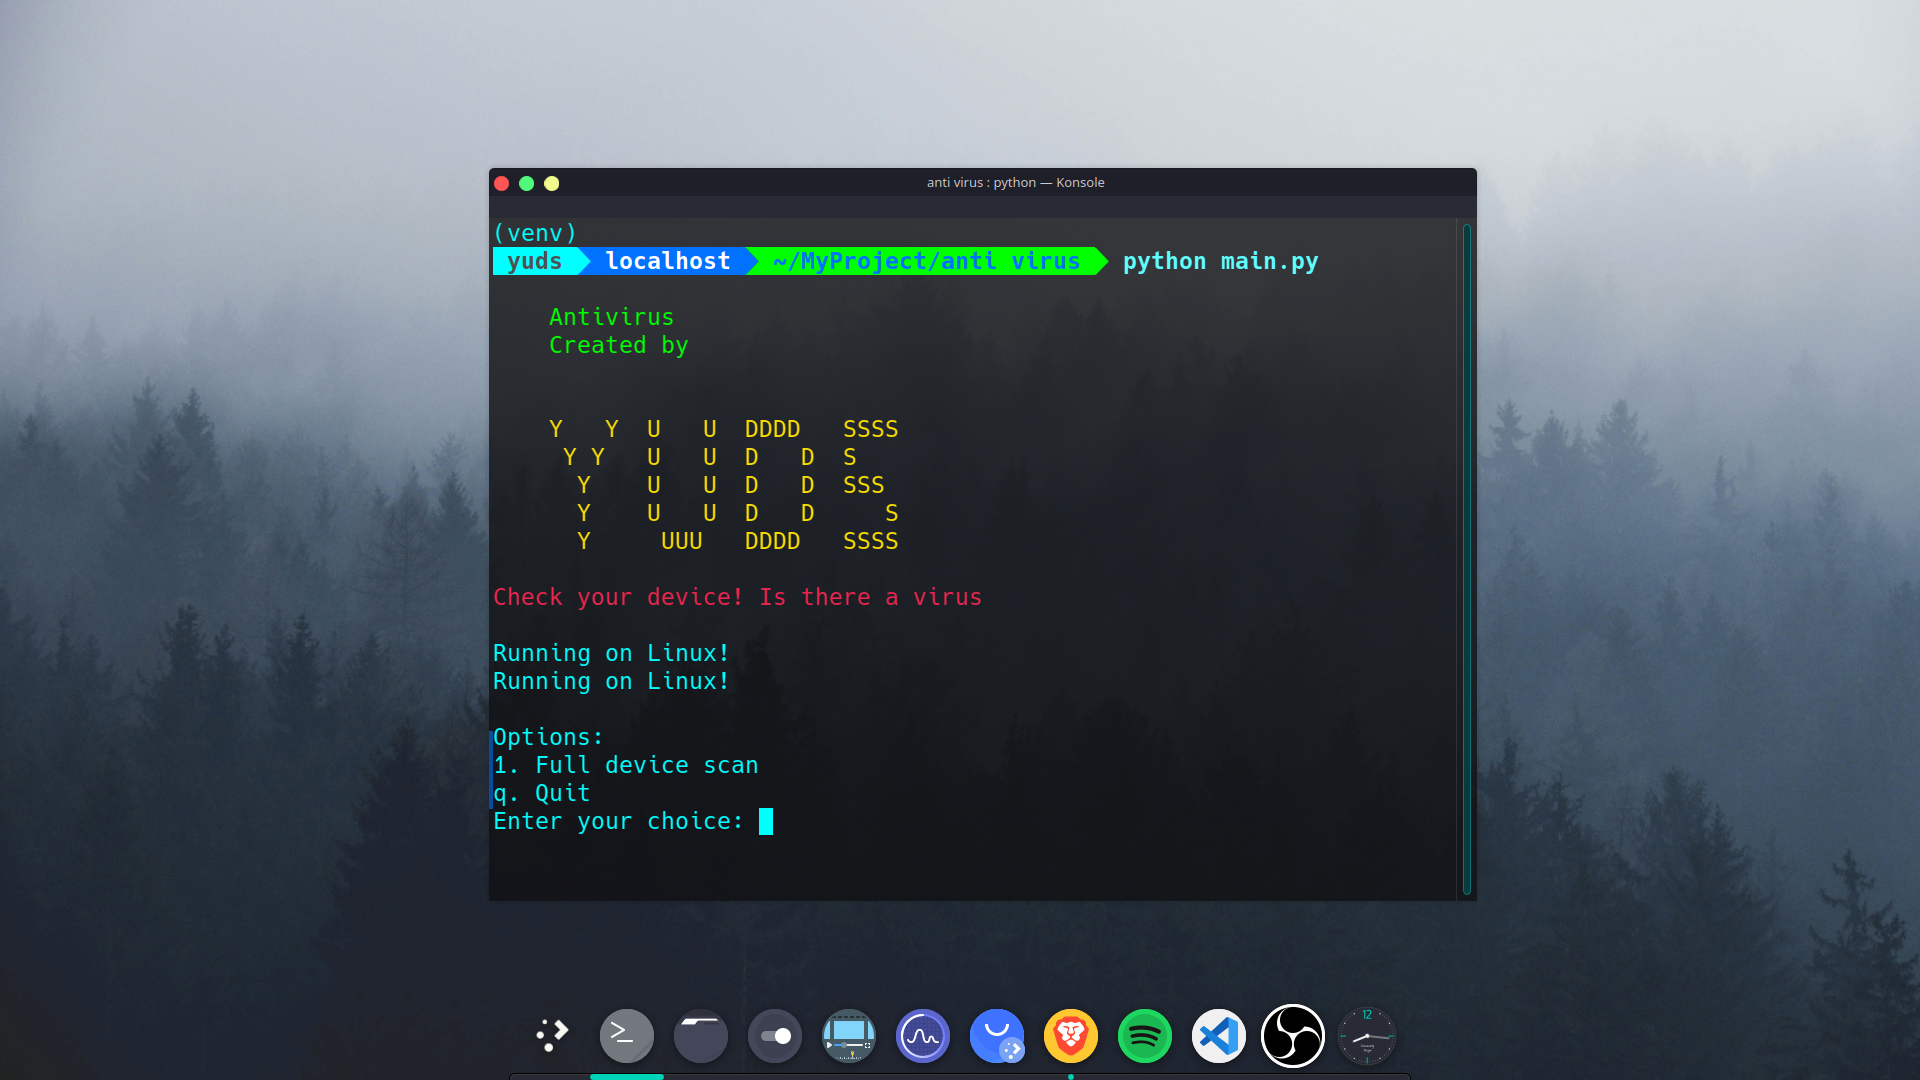 anti virus : python — Konsole
(venv)
yuds localhost ~/MyProject/anti virus python main.py
Antivirus
Created by
Y   Y  U   U  DDDD   SSSS
 Y Y   U   U  D   D  S
  Y    U   U  D   D  SSS
  Y    U   U  D   D     S
  Y     UUU   DDDD   SSSS
Check your device! Is there a virus
Running on Linux!
Running on Linux!
Options:
1. Full device scan
q. Quit
Enter your choice:
>_
12